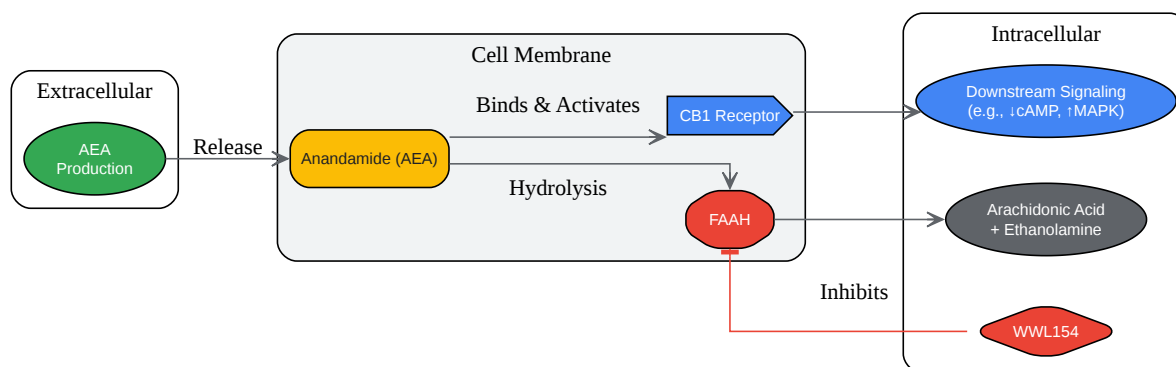 Extracellular
AEA
Production
Release
Cell Membrane
Anandamide (AEA)
Binds & Activates
CB1 Receptor
Hydrolysis
FAAH
Intracellular
Downstream Signaling
(e.g., ↓cAMP, ↑MAPK)
Arachidonic Acid
+ Ethanolamine
Inhibits
WWL154